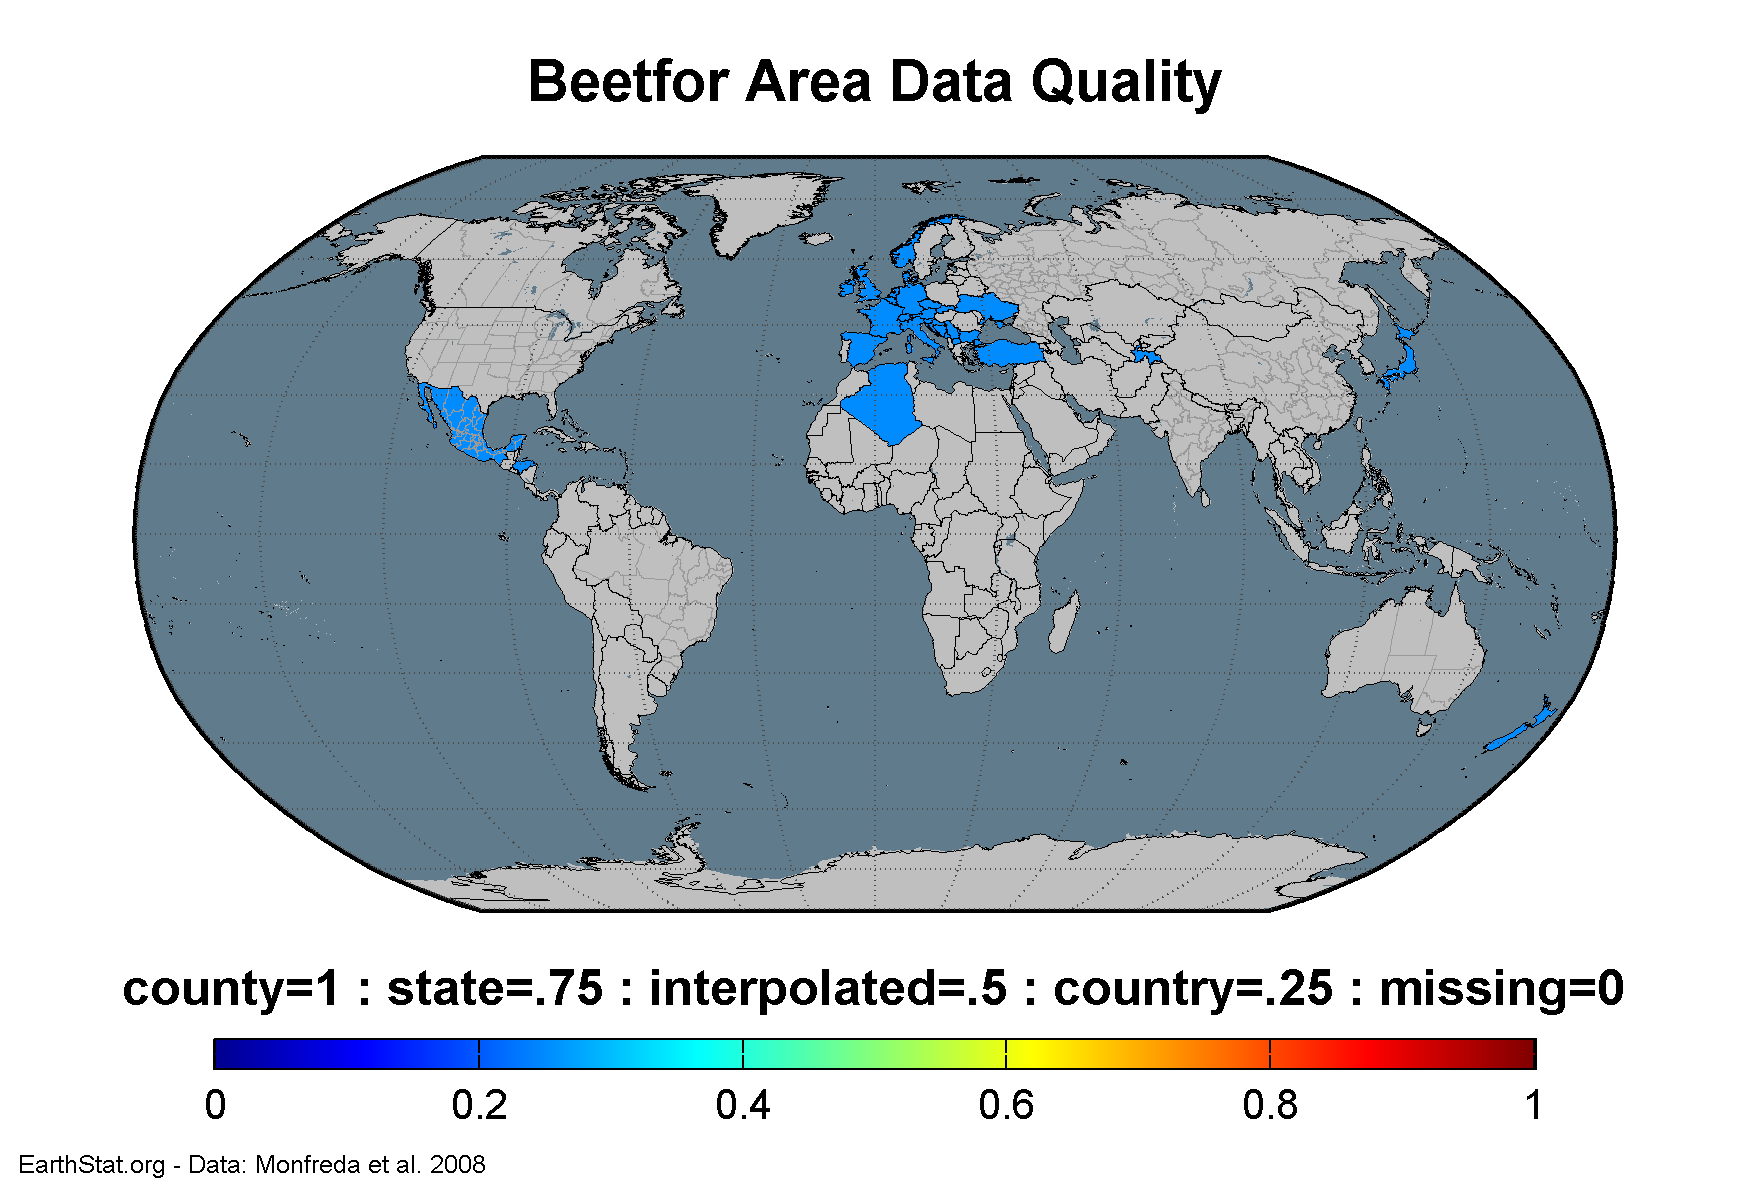 Beetfor Area Data Quality
county=1 : state=.75 : interpolated=.5 : country=.25 : missing=0
0 0.2 0.4 0.6 0.8 1
EarthStat.org - Data: Monfreda et al. 2008